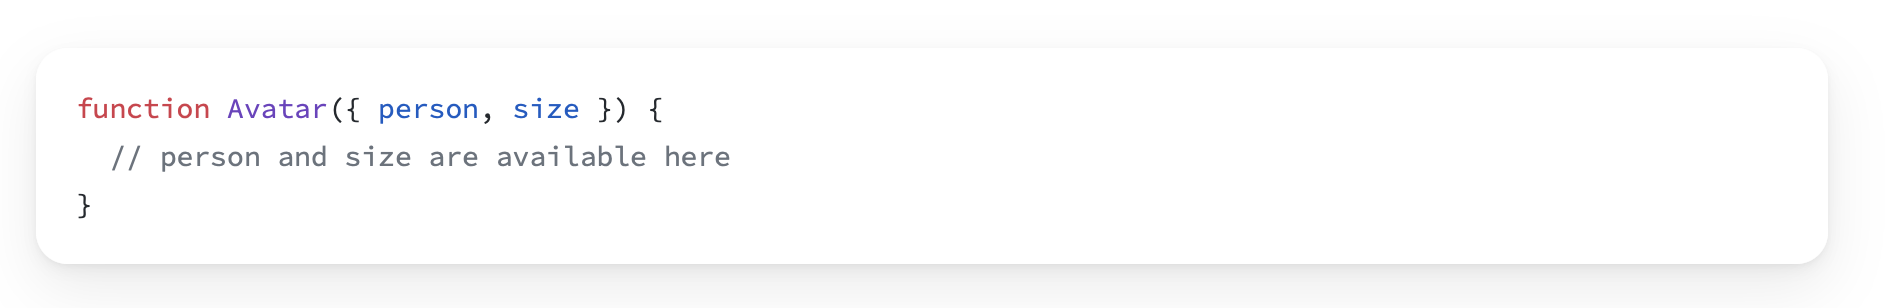 function Avatar({ person, size }) {
  // person and size are available here
}